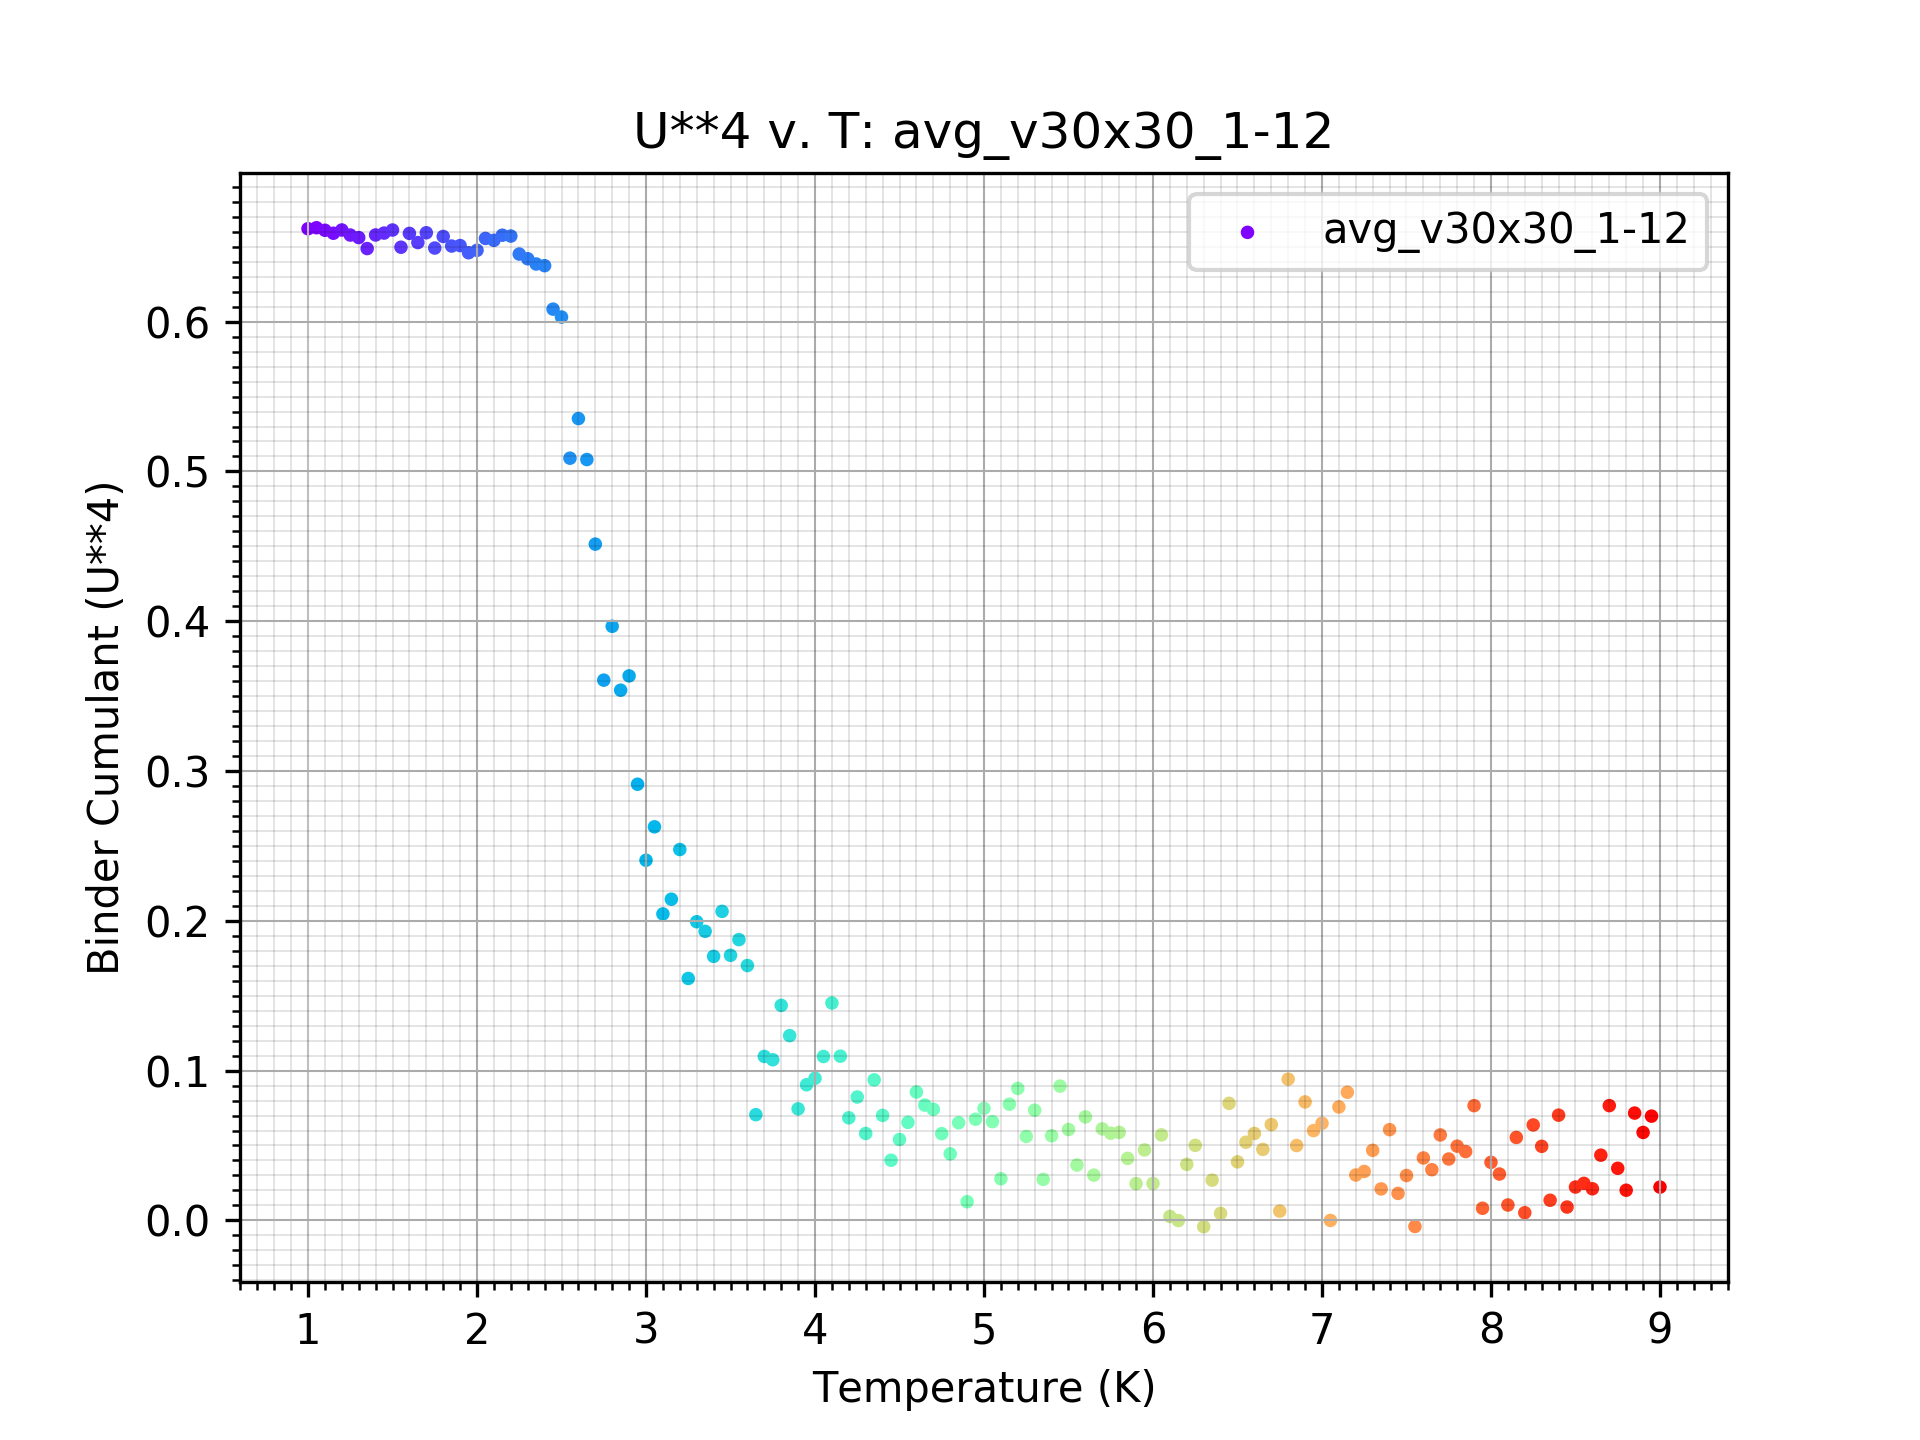 U**4 v. T: avg_v30x30_1-12
avg_v30x30_1-12
Binder Cumulant (U**4)
0.6
0.5
0.4
0.3
0.2
0.1
0.0
1 2 3 4 5 6 7 8 9
Temperature (K)